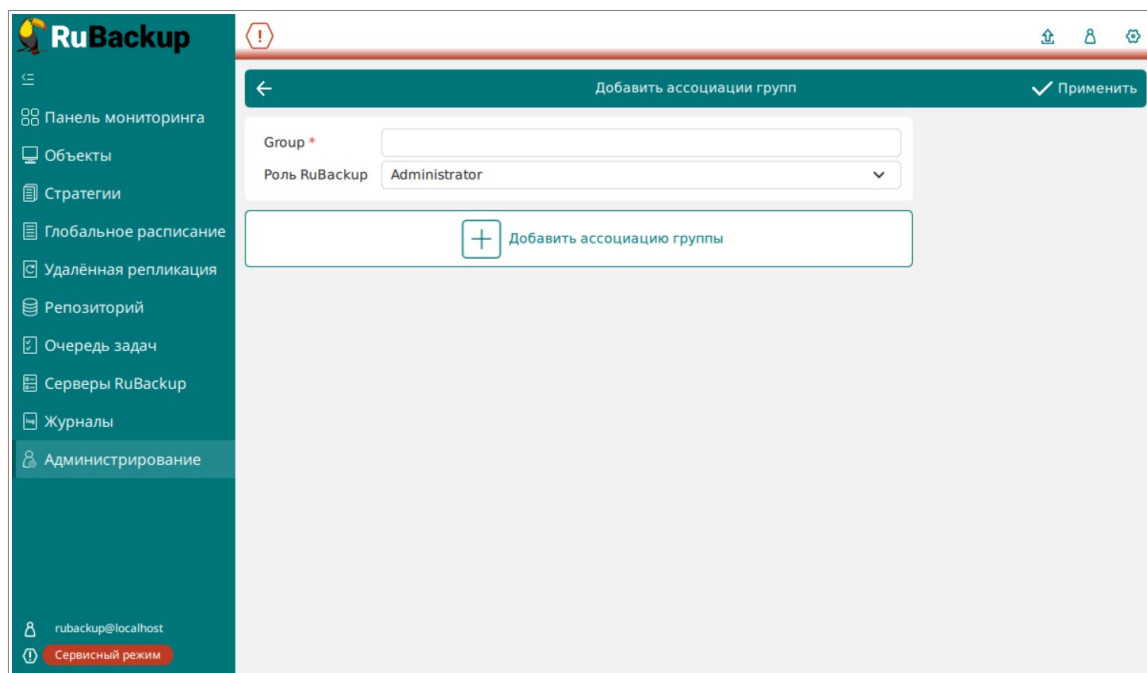 RuBackup
Добавить ассоциации групп
Применить
Панель мониторинга
Объекты
Стратегии
Глобальное расписание
Удалённая репликация
Репозиторий
Очередь задач
Серверы RuBackup
Журналы
Администрирование
Group *
Роль RuBackup
Administrator
Добавить ассоциацию группы
rubackup@localhost
Сервисный режим